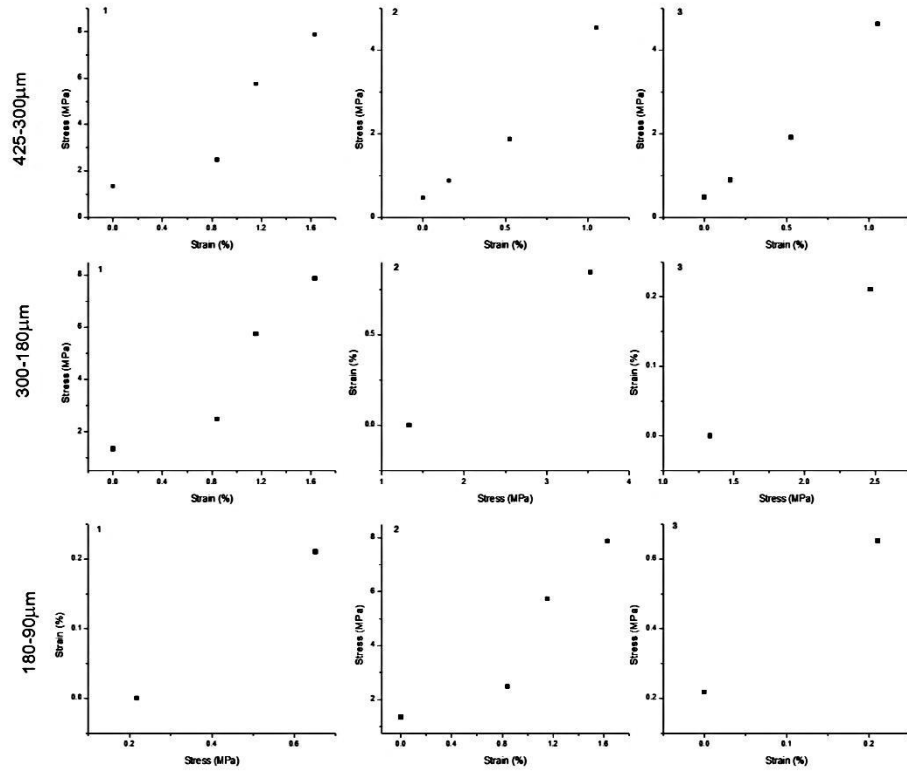 425-300µm
1
Stress (MPa)
8
6
4
2
0
0.0 0.4 0.8 1.2 1.6
Strain (%)
2
Stress (MPa)
4
2
0
0.0 0.5 1.0
Strain (%)
3
Stress (MPa)
4
2
0
0.0 0.5 1.0
Strain (%)
300-180µm
1
Stress (MPa)
8
6
4
2
0.0 0.4 0.8 1.2 1.6
Strain (%)
2
Strain (%)
0.5
0.0
1 2 3 4
Stress (MPa)
3
Strain (%)
0.2
0.1
0.0
1.0 1.5 2.0 2.5
Stress (MPa)
180-90µm
1
Strain (%)
0.2
0.1
0.0
0.2 0.4 0.6
Stress (MPa)
2
Stress (MPa)
8
6
4
2
0.0 0.4 0.8 1.2 1.6
Strain (%)
3
Stress (MPa)
0.6
0.4
0.2
0.0 0.1 0.2
Strain (%)